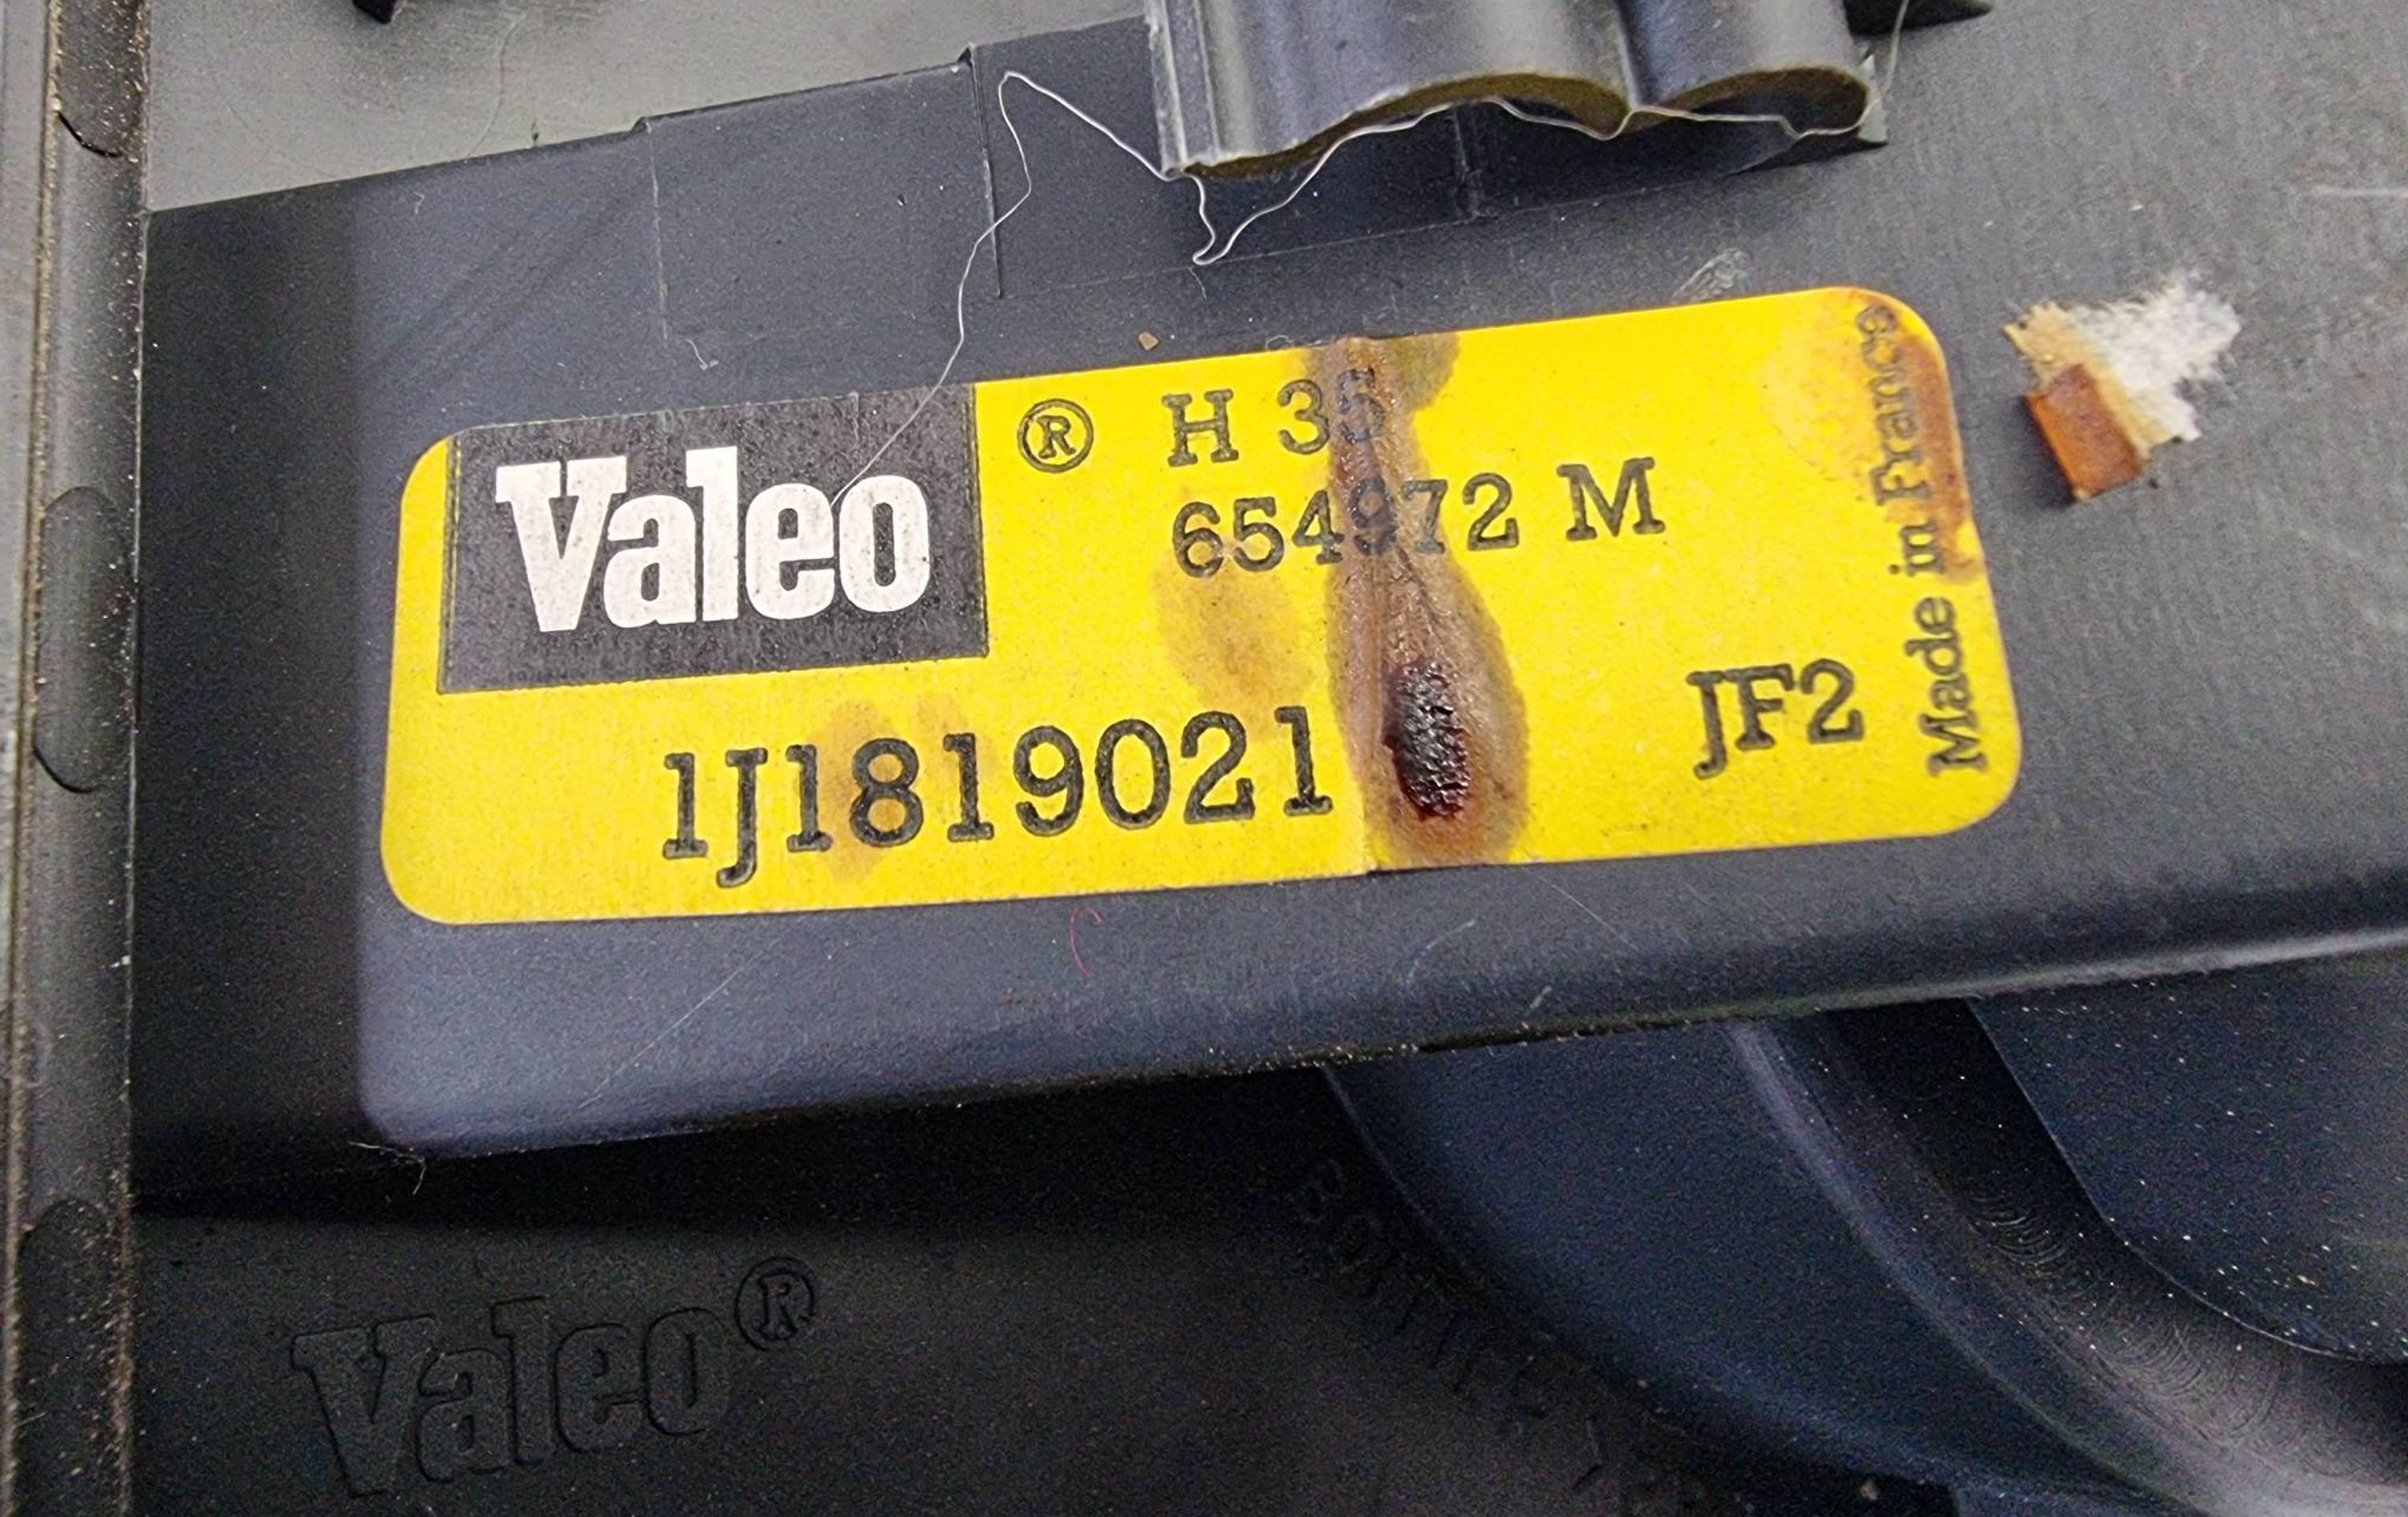 Valeo ® H 35
654972 M
1J1819021 JF2
Made in France
Valeo®